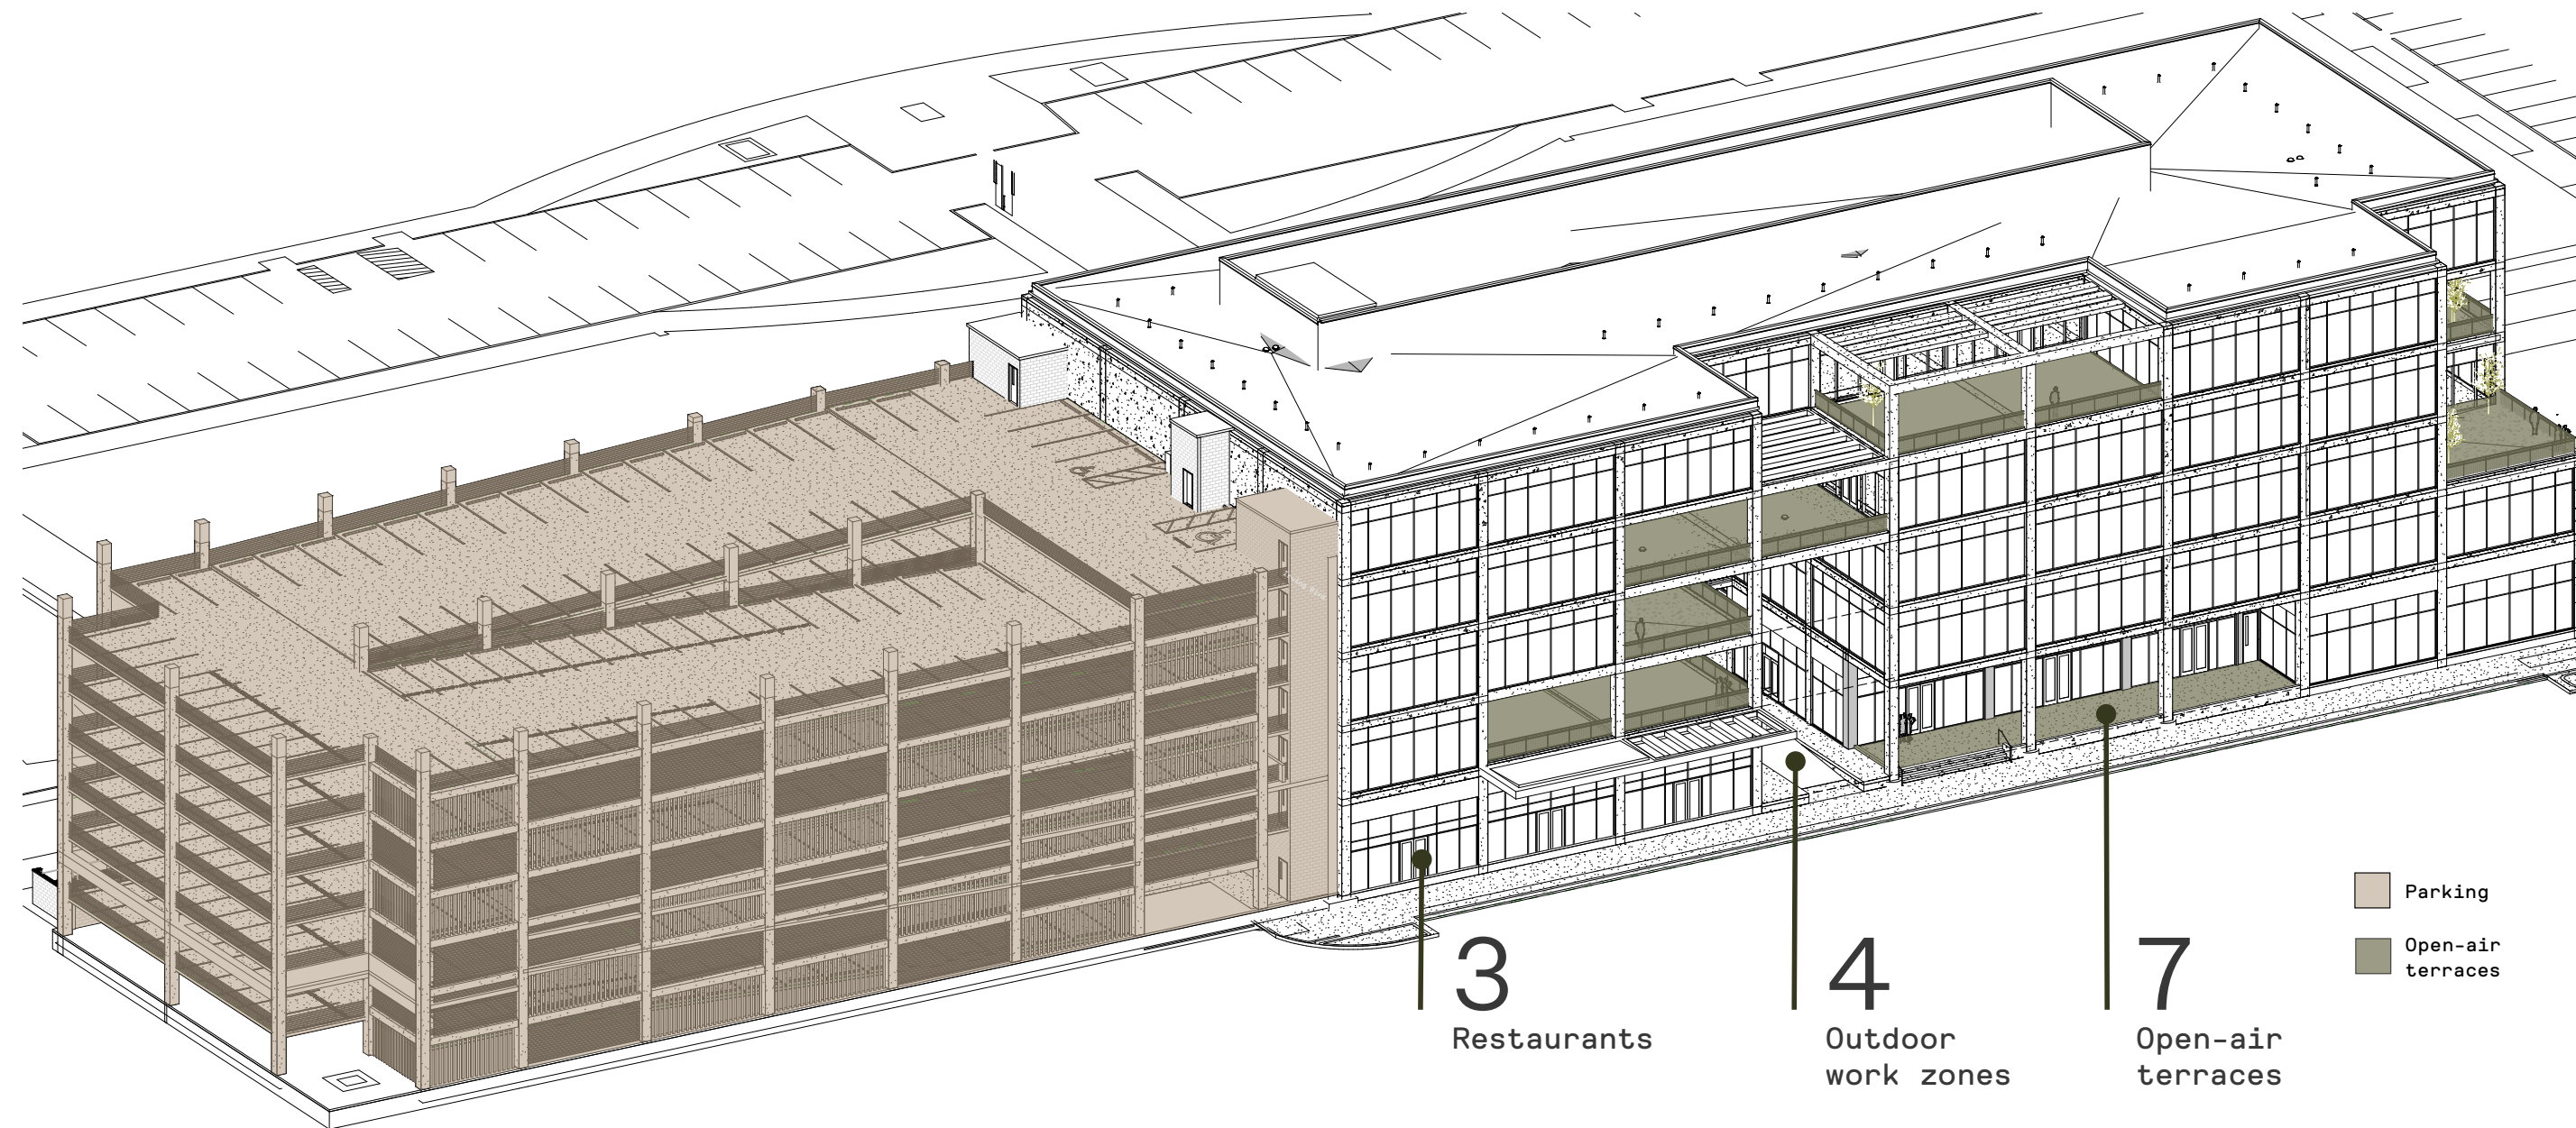 3
Restaurants
4
Outdoor
work zones
7
Open-air
terraces
Parking
Open-air
terraces